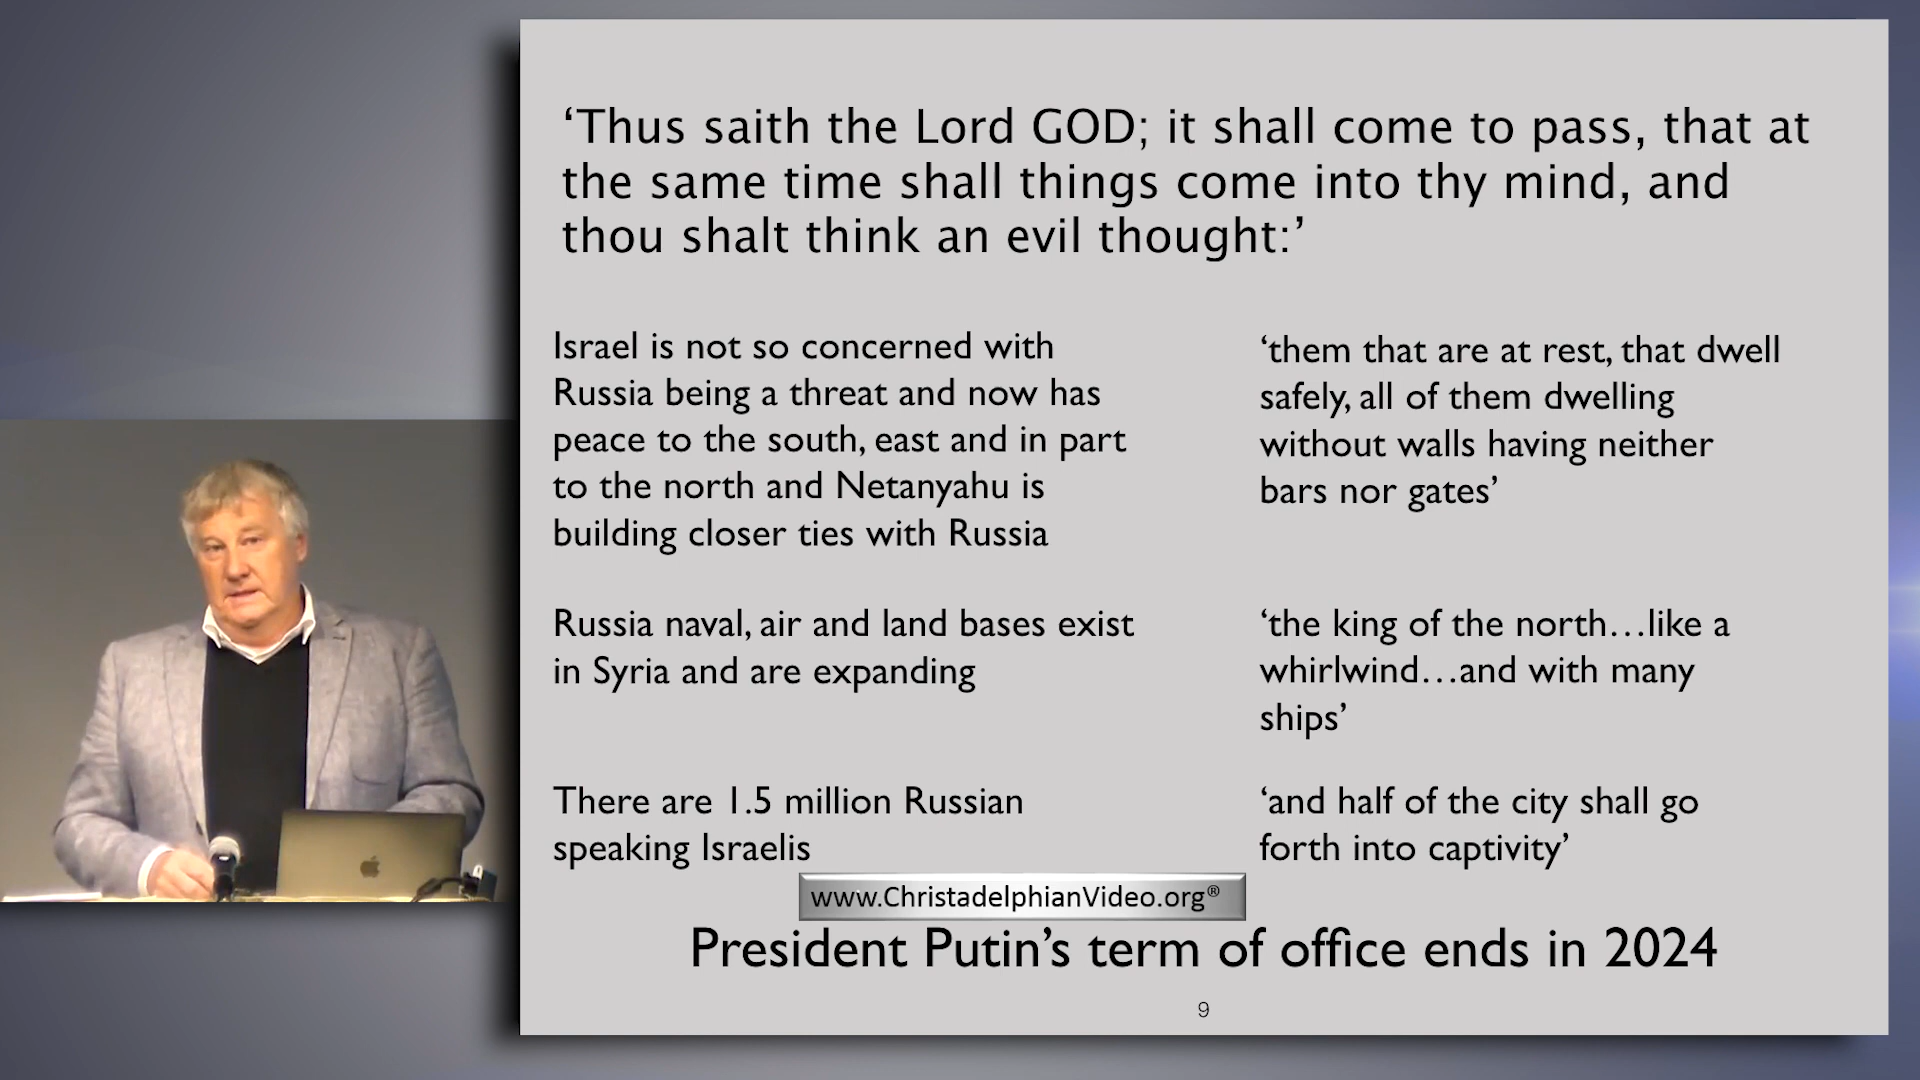 ‘Thus saith the Lord GOD; it shall come to pass, that at
the same time shall things come into thy mind, and
thou shalt think an evil thought:’
Israel is not so concerned with
Russia being a threat and now has
peace to the south, east and in part
to the north and Netanyahu is
building closer ties with Russia
‘them that are at rest, that dwell
safely, all of them dwelling
without walls having neither
bars nor gates’
Russia naval, air and land bases exist
in Syria and are expanding
‘the king of the north…like a
whirlwind…and with many
ships’
There are 1.5 million Russian
speaking Israelis
‘and half of the city shall go
forth into captivity’
www.ChristadelphianVideo.org®
President Putin’s term of office ends in 2024
9